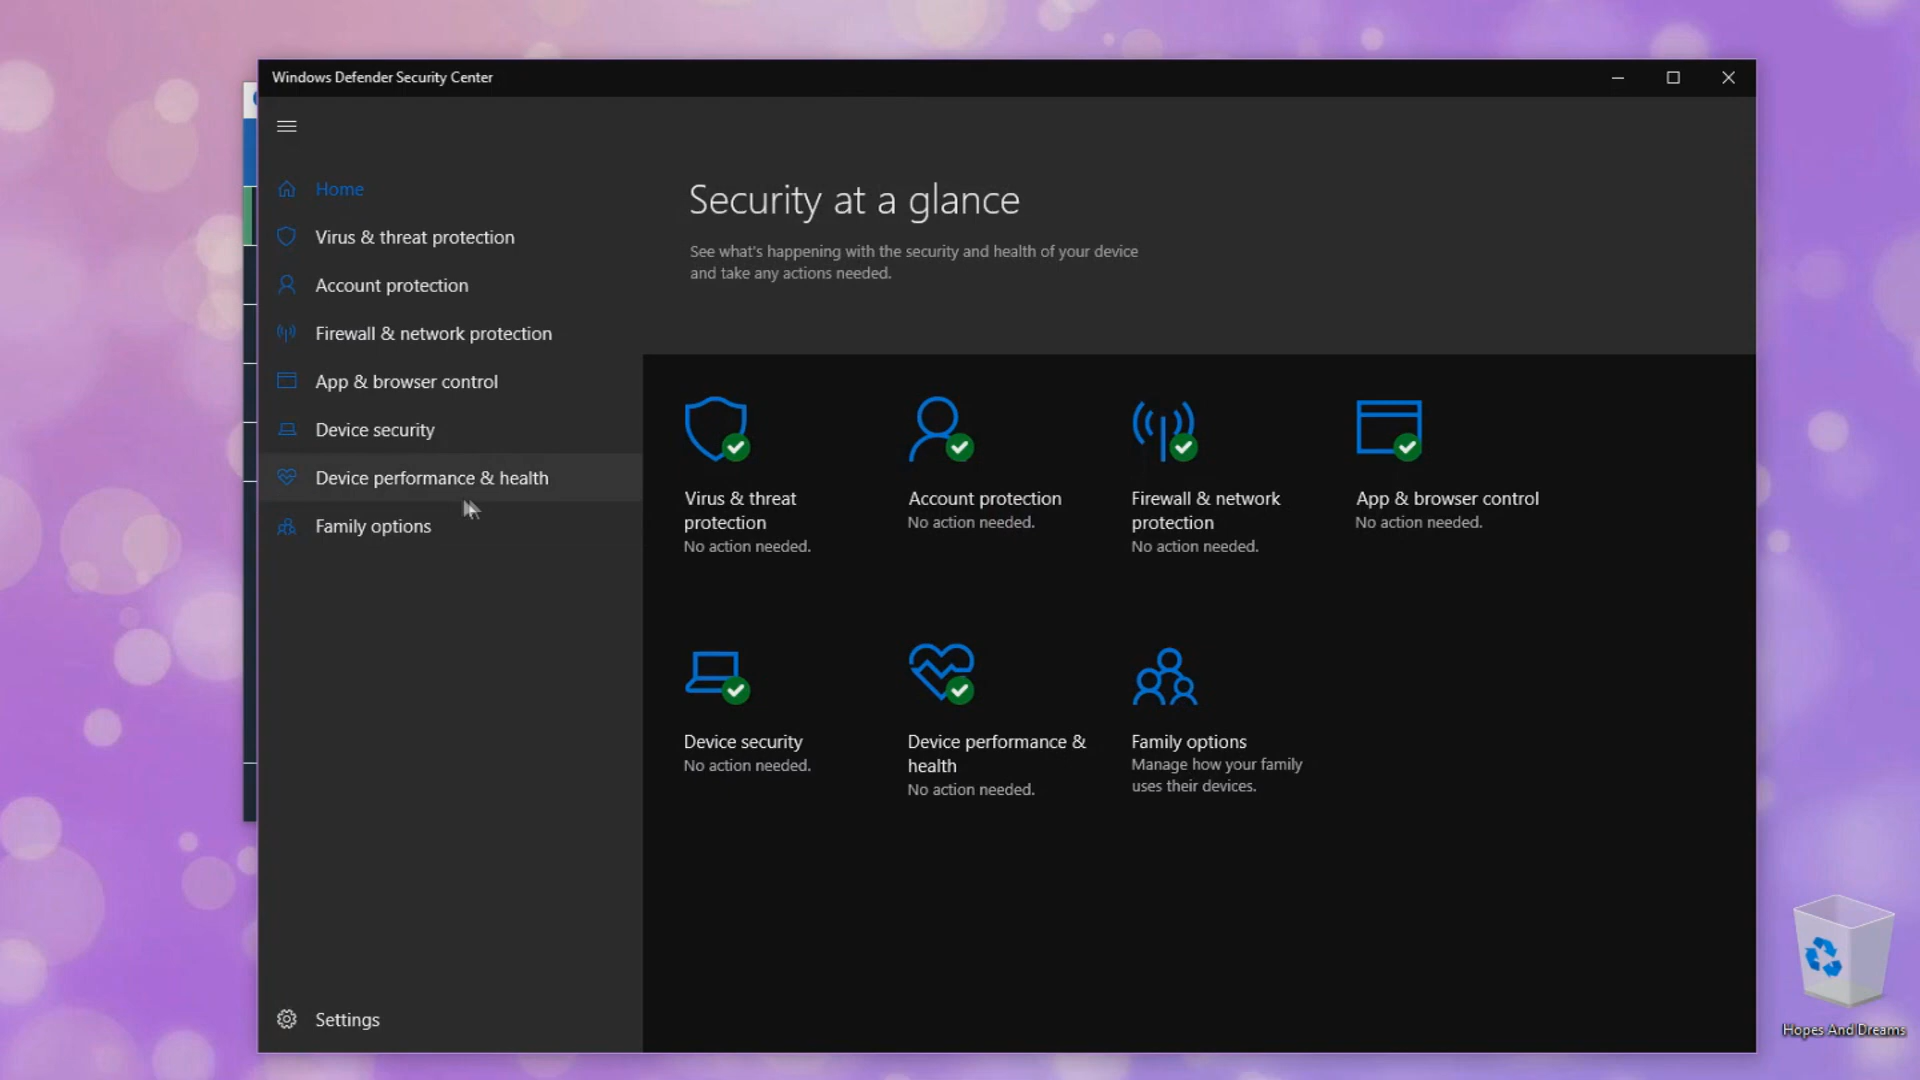 Windows Defender Security Center
Home
Virus & threat protection
Account protection
Firewall & network protection
App & browser control
Device security
Device performance & health
Family options
Settings
Security at a glance
See what's happening with the security and health of your device
and take any actions needed.
Virus & threat
protection
No action needed.
Account protection
No action needed.
Firewall & network
protection
No action needed.
App & browser control
No action needed.
Device security
No action needed.
Device performance &
health
No action needed.
Family options
Manage how your family
uses their devices.
Hopes And Dreams